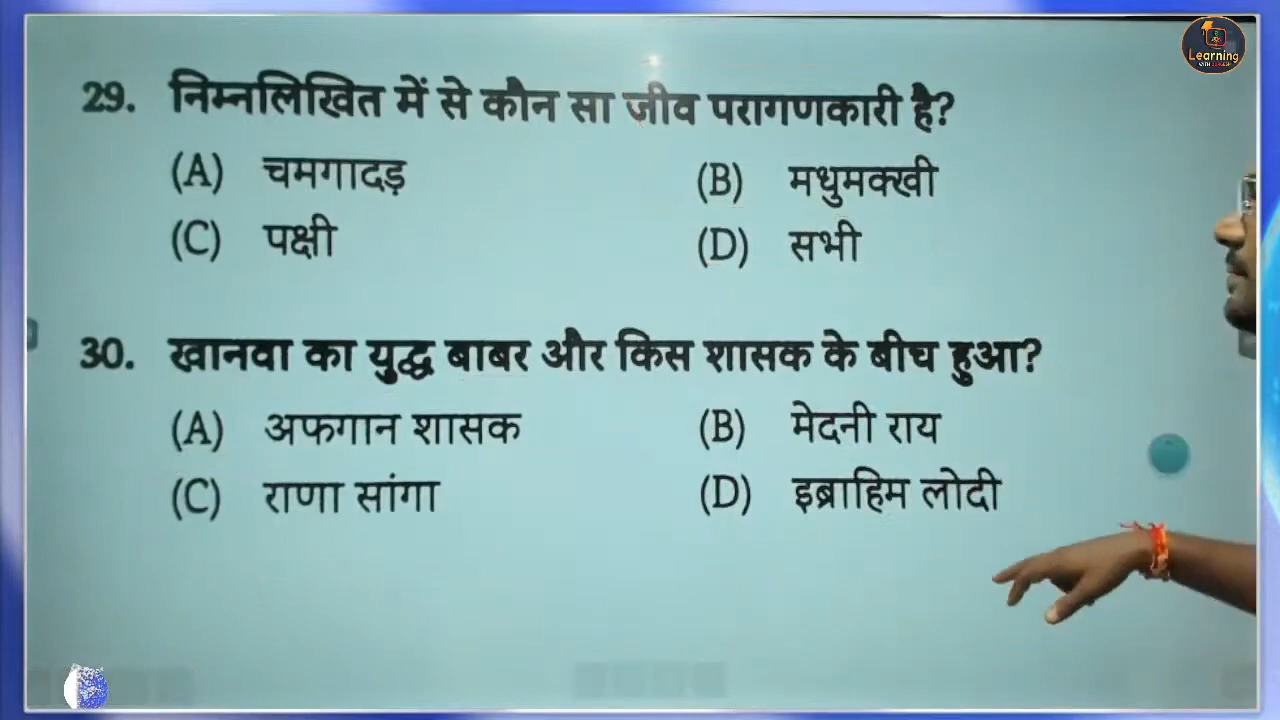 Learning
29. निम्नलिखित में से कौन सा जीव परागणकारी है?
(A) चमगादड़ (B) मधुमक्खी
(C) पक्षी (D) सभी
30. खानवा का युद्ध बाबर और किस शासक के बीच हुआ?
(A) अफगान शासक (B) मेदनी राय
(C) राणा सांगा (D) इब्राहिम लोदी